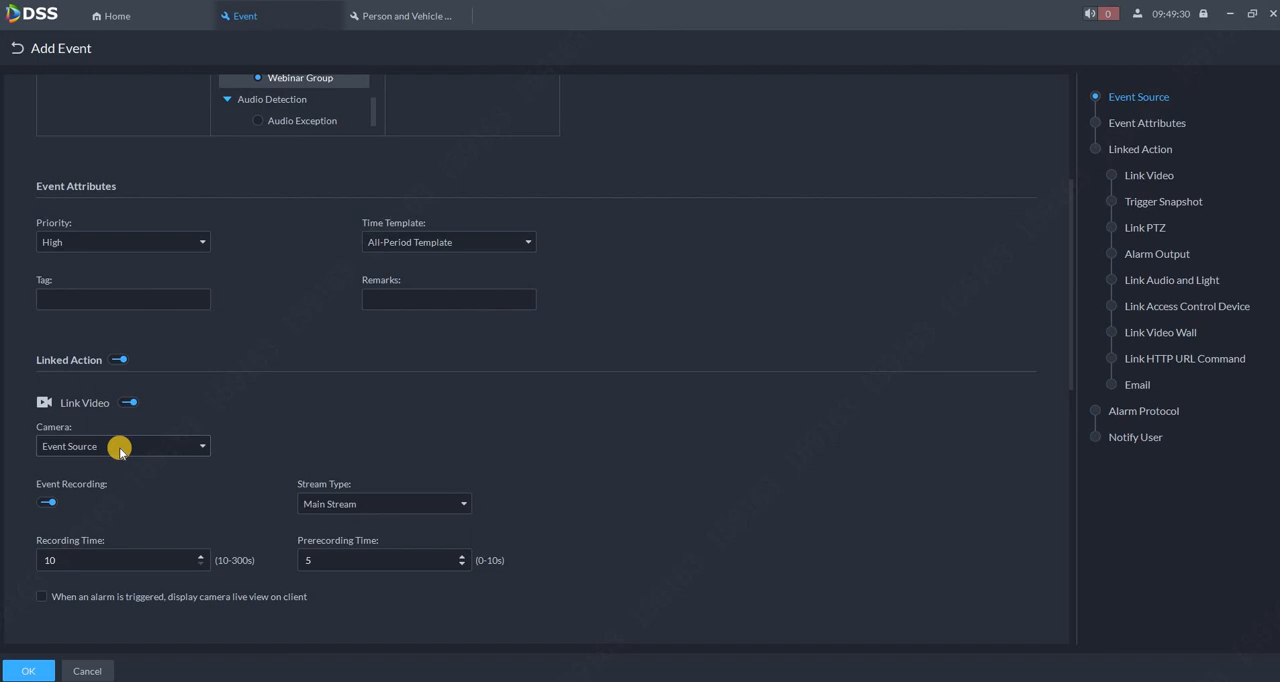 DSS Home Event Person and Vehicle ... 0 09:49:30
Add Event
Webinar Group
Audio Detection
Audio Exception
Event Attributes
Priority: Time Template:
High All-Period Template
Tag: Remarks:
Linked Action
Link Video
Camera:
Event Source
Event Recording: Stream Type:
Main Stream
Recording Time: Prerecording Time:
10 (10-300s) 5 (0-10s)
When an alarm is triggered, display camera live view on client
OK Cancel
Event Source
Event Attributes
Linked Action
Link Video
Trigger Snapshot
Link PTZ
Alarm Output
Link Audio and Light
Link Access Control Device
Link Video Wall
Link HTTP URL Command
Email
Alarm Protocol
Notify User